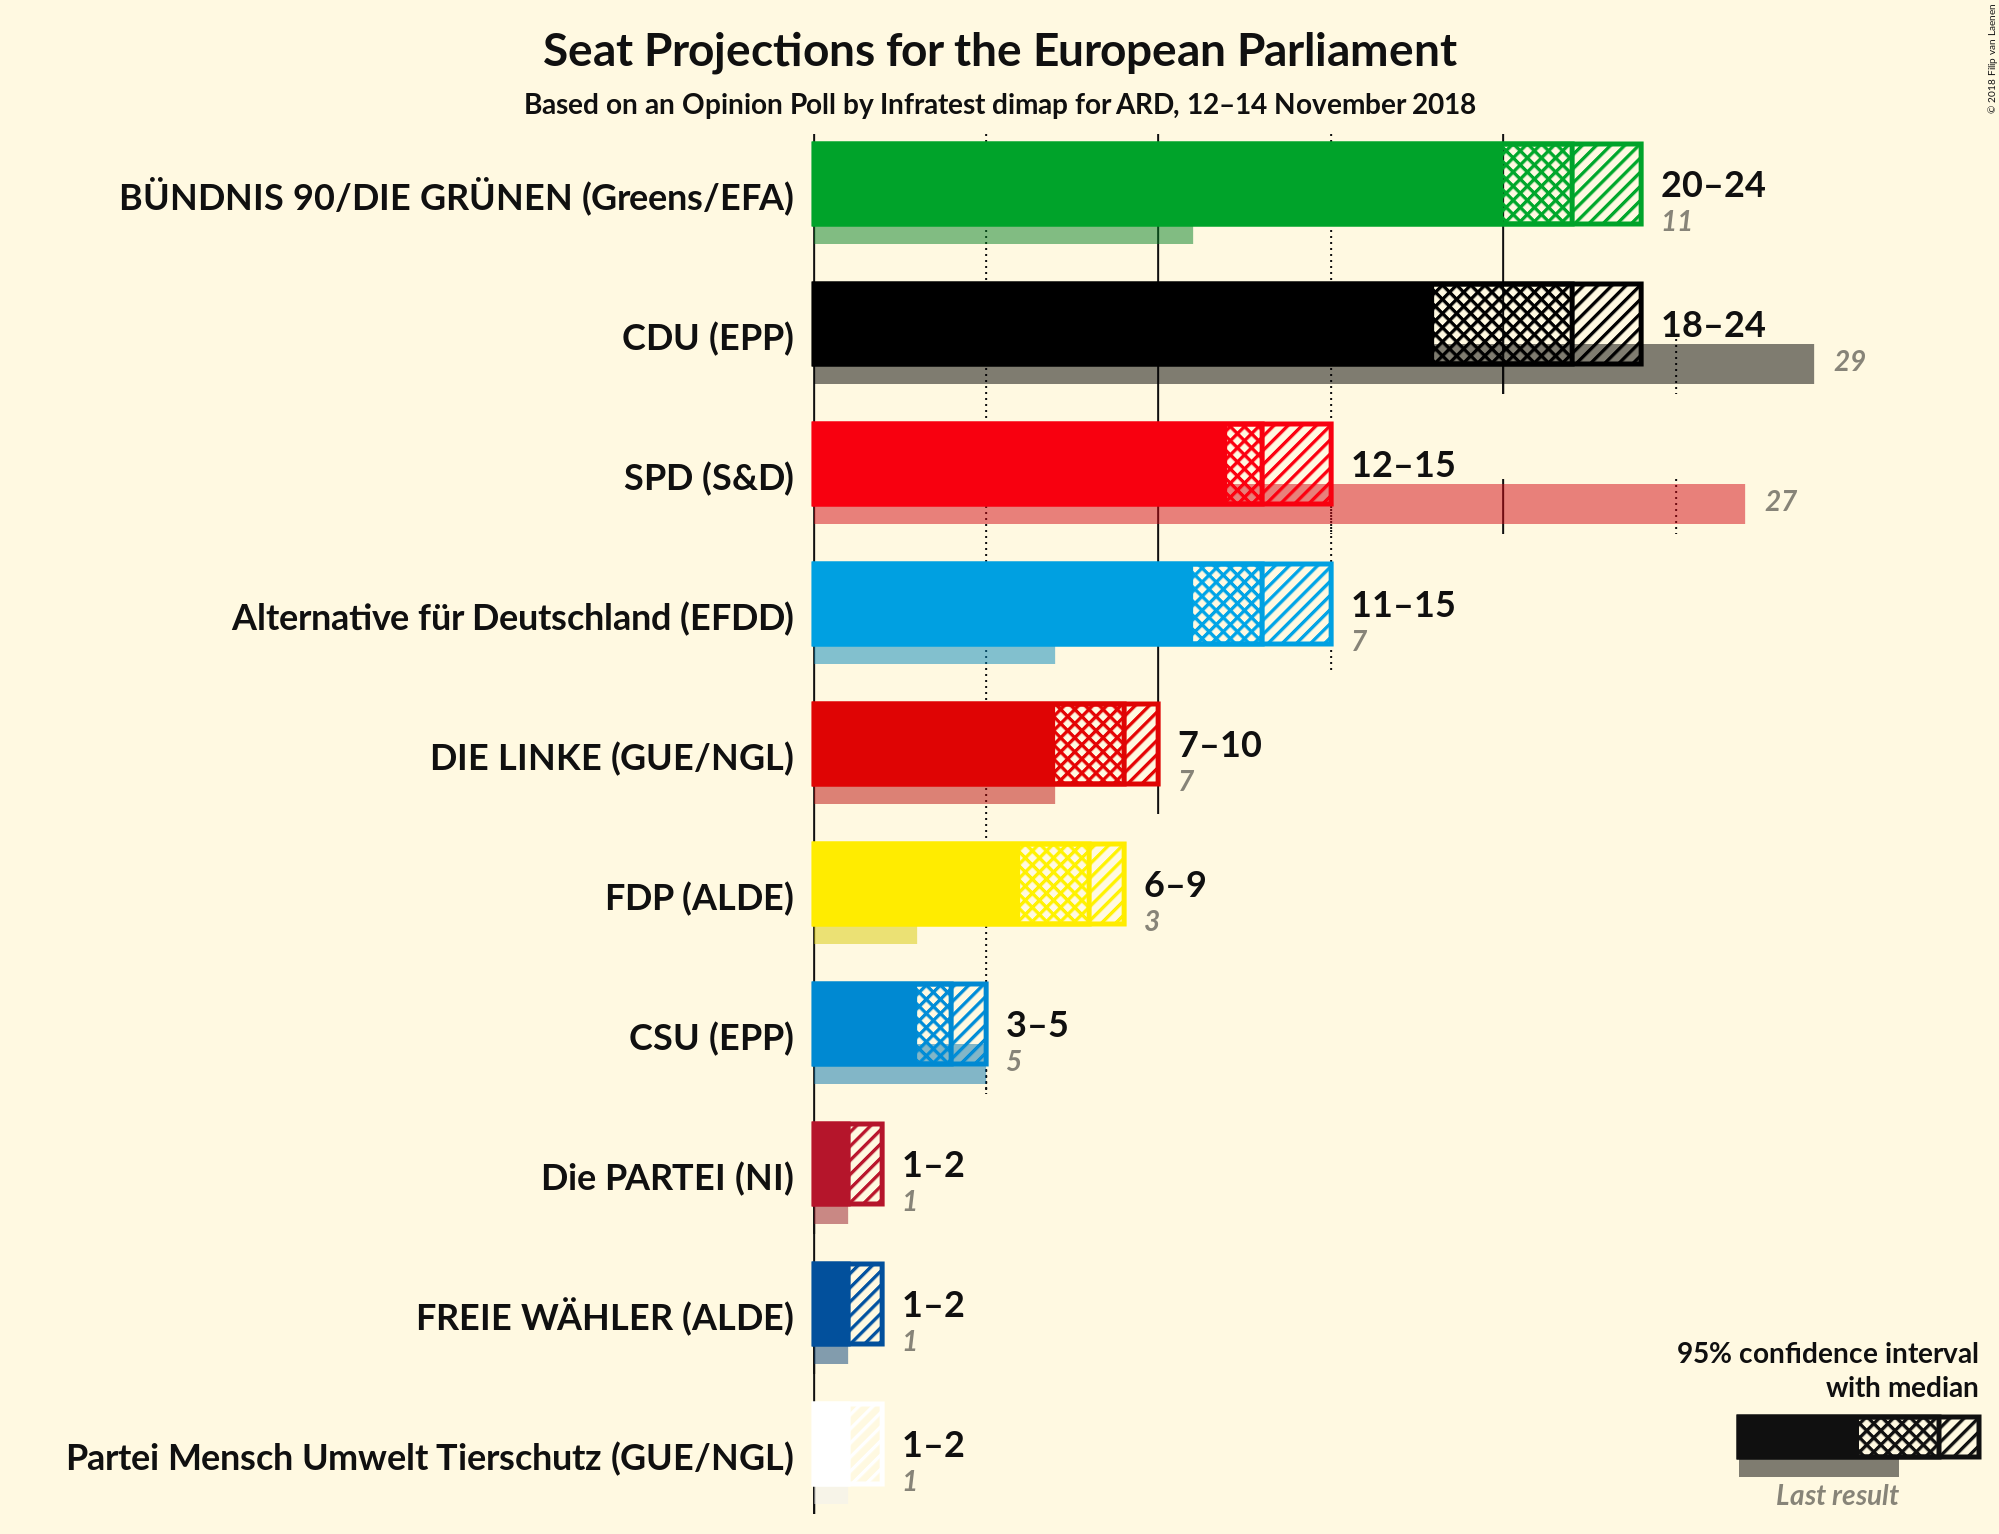 Seat Projections for the European Parliament
Based on an Opinion Poll by Infratest dimap for ARD, 12–14 November 2018
© 2018 Filip van Laenen
BÜNDNIS 90/DIE GRÜNEN (Greens/EFA)
20–24
11
CDU (EPP)
18–24
29
SPD (S&D)
12–15
27
Alternative für Deutschland (EFDD)
11–15
7
DIE LINKE (GUE/NGL)
7–10
7
FDP (ALDE)
6–9
3
CSU (EPP)
3–5
5
Die PARTEI (NI)
1–2
1
FREIE WÄHLER (ALDE)
1–2
1
Partei Mensch Umwelt Tierschutz (GUE/NGL)
1–2
1
95% confidence interval
with median
Last result